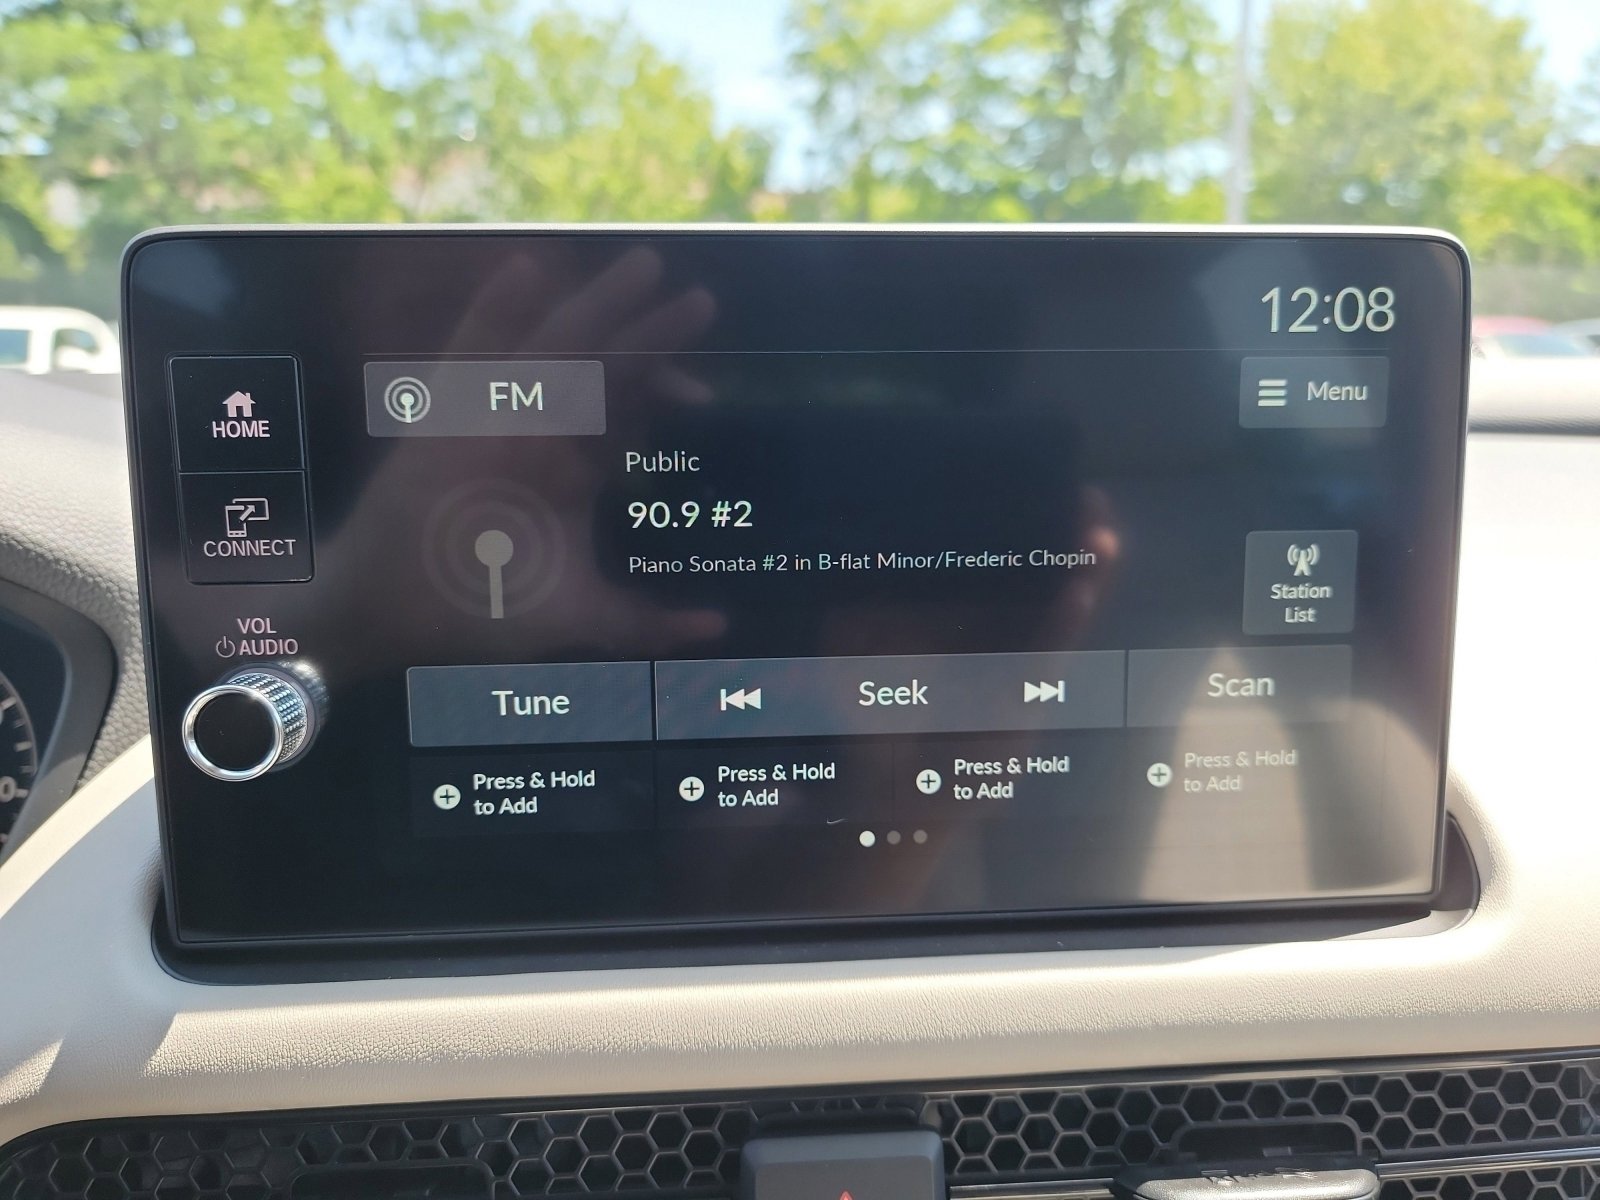 12:08
HOME
FM
Menu
Public
90.9 #2
CONNECT
Piano Sonata #2 in B-flat Minor/Frederic Chopin
Station
List
VOL
AUDIO
Tune
Seek
Scan
Press & Hold
to Add
Press & Hold
to Add
Press & Hold
to Add
Press & Hold
to Add